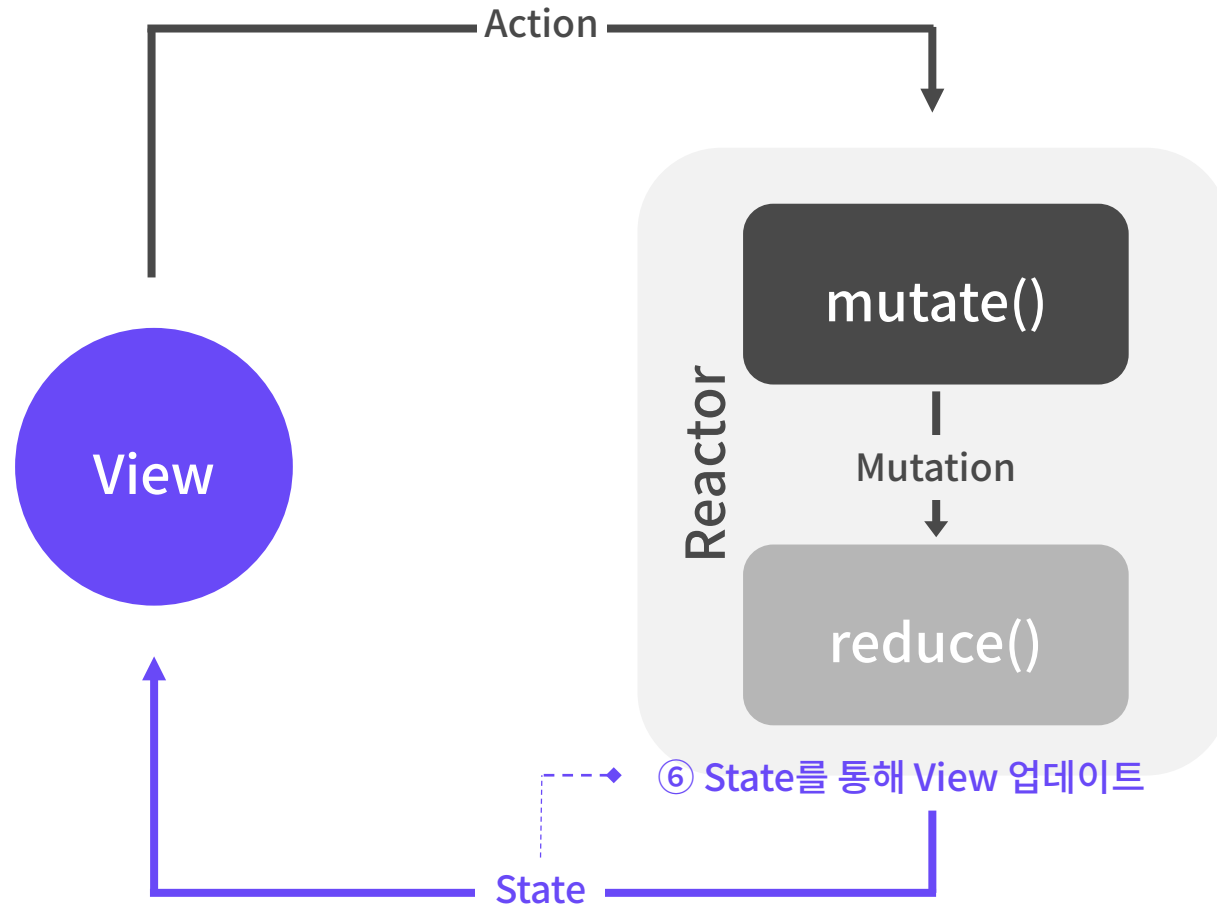 Action
mutate()
Reactor
View
Mutation
reduce()
⑥ State를 통해 View 업데이트
State